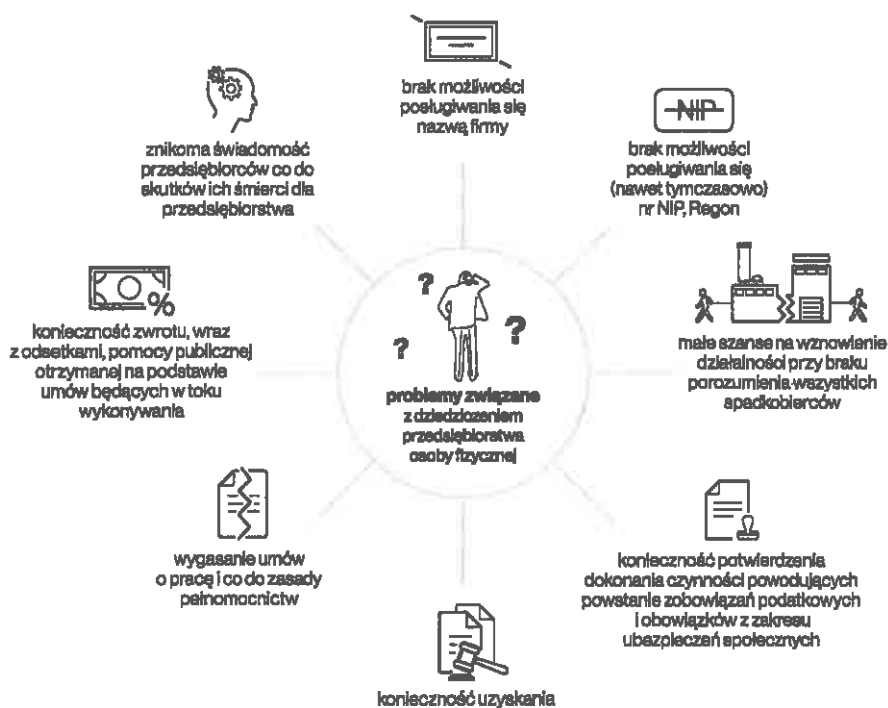 brak możliwości
posługiwania się
nazwą firmy
NIP
brak możliwości
posługiwania się
(nawet tymczasowo)
nr NIP, Regon
małe szanse na wznowienie
działalności przy braku
porozumienia wszystkich
spadkobierców
konieczność potwierdzenia
dokonania czynności powodujących
powstanie zobowiązań podatkowych
i obowiązków z zakresu
ubezpieczeń społecznych
konieczność uzyskania
wygasanie umów
o pracę i co do zasady
pełnomocnictw
%
konieczność zwrotu, wraz
z odsetkami, pomocy publicznej
otrzymanej na podstawie
umów będących w toku
wykonywania
znikoma świadomość
przedsiębiorców co do
skutków ich śmierci dla
przedsiębiorstwa
? ? ?
problemy związane
z dziedziczeniem
przedsiębiorstwa
osoby fizycznej